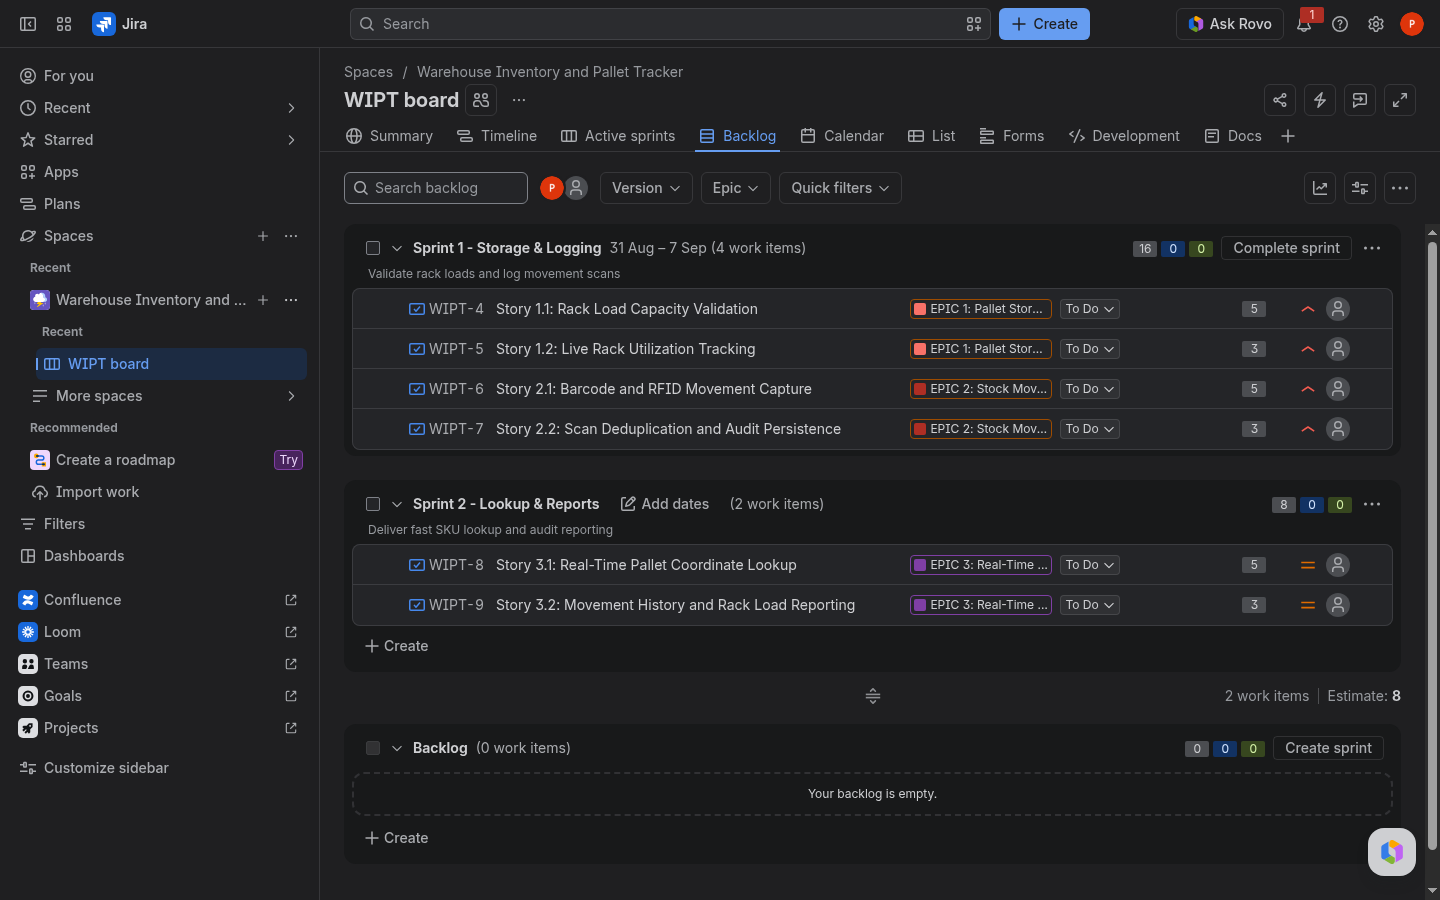 Jira
Search
Create
Ask Rovo
1
P
For you
Recent
Starred
Apps
Plans
Spaces
Recent
Warehouse Inventory and ...
Recent
WIPT board
More spaces
Recommended
Create a roadmap
Try
Import work
Filters
Dashboards
Confluence
Loom
Teams
Goals
Projects
Customize sidebar
Spaces / Warehouse Inventory and Pallet Tracker
WIPT board
Summary Timeline Active sprints Backlog Calendar List Forms Development Docs
Search backlog P Version Epic Quick filters
Sprint 1 - Storage & Logging 31 Aug – 7 Sep (4 work items) 16 0 0 Complete sprint
Validate rack loads and log movement scans
WIPT-4 Story 1.1: Rack Load Capacity Validation EPIC 1: Pallet Stor... To Do 5
WIPT-5 Story 1.2: Live Rack Utilization Tracking EPIC 1: Pallet Stor... To Do 3
WIPT-6 Story 2.1: Barcode and RFID Movement Capture EPIC 2: Stock Mov... To Do 5
WIPT-7 Story 2.2: Scan Deduplication and Audit Persistence EPIC 2: Stock Mov... To Do 3
Sprint 2 - Lookup & Reports Add dates (2 work items) 8 0 0
Deliver fast SKU lookup and audit reporting
WIPT-8 Story 3.1: Real-Time Pallet Coordinate Lookup EPIC 3: Real-Time ... To Do 5
WIPT-9 Story 3.2: Movement History and Rack Load Reporting EPIC 3: Real-Time ... To Do 3
Create
2 work items Estimate: 8
Backlog (0 work items) 0 0 0 Create sprint
Your backlog is empty.
Create